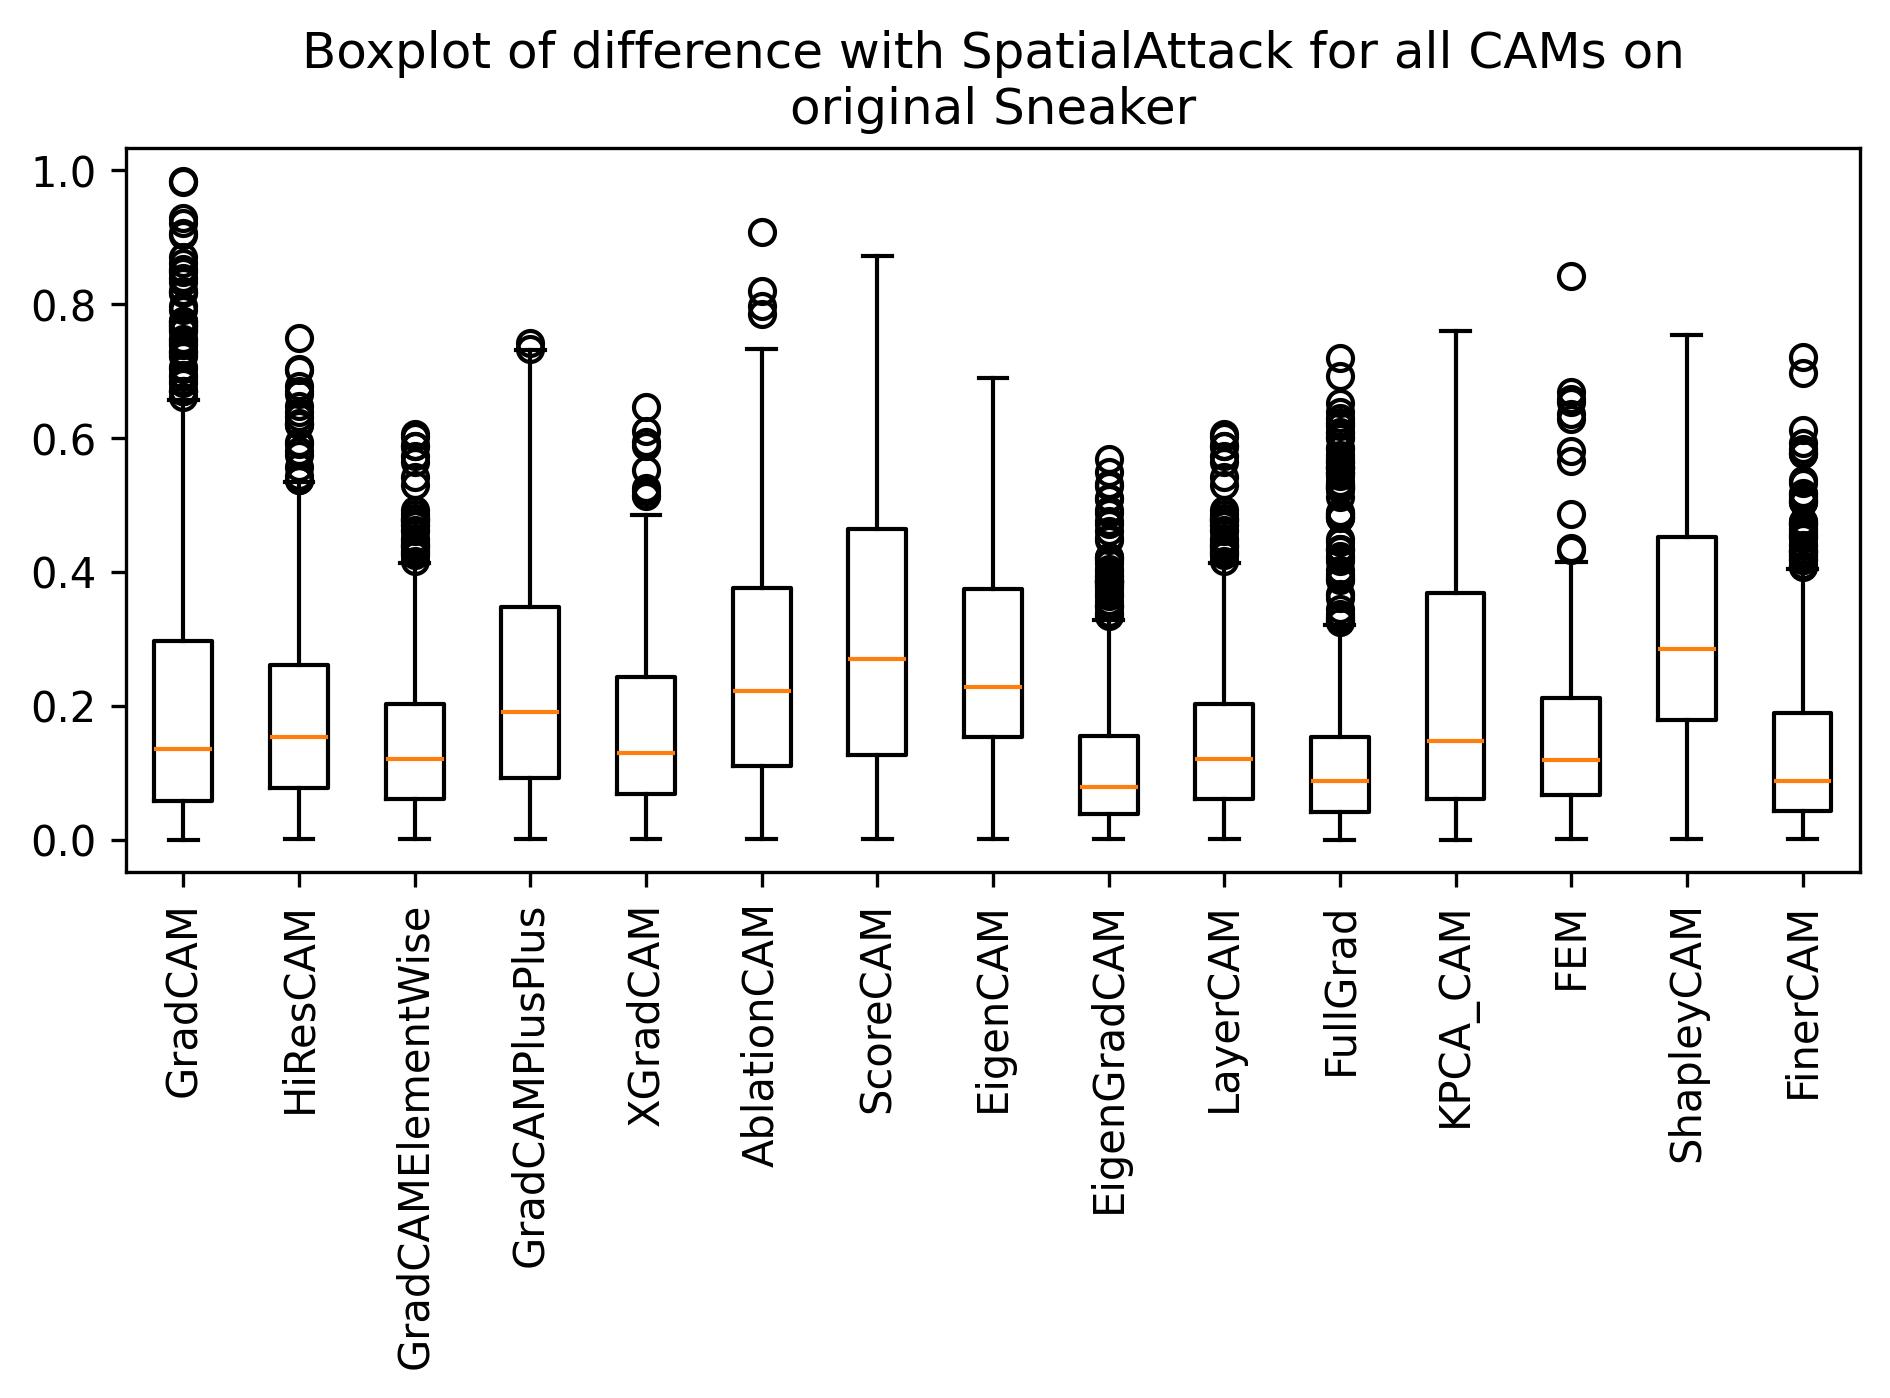 Boxplot of difference with SpatialAttack for all CAMs on
original Sneaker
1.0
0.8
0.6
0.4
0.2
0.0
GradCAM
HiResCAM
GradCAMElementWise
GradCAMPlusPlus
XGradCAM
AblationCAM
ScoreCAM
EigenCAM
EigenGradCAM
LayerCAM
FullGrad
KPCA_CAM
FEM
ShapleyCAM
FinerCAM